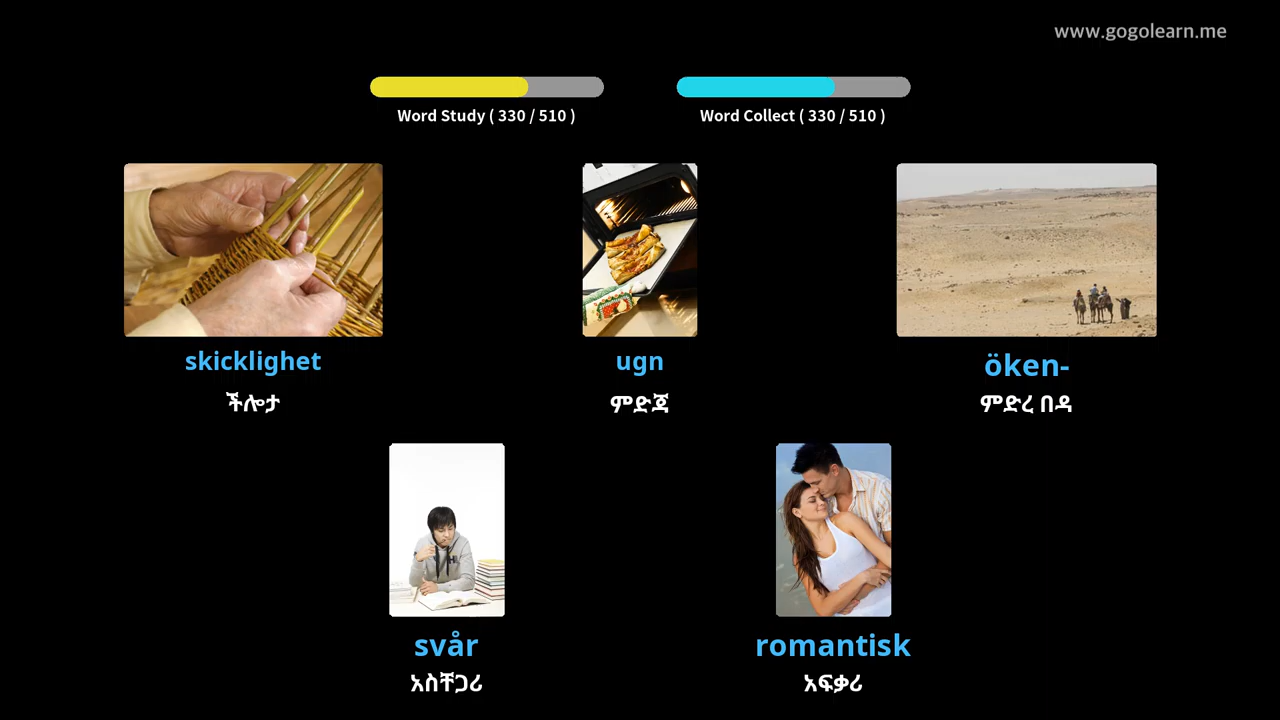 www.gogolearn.me
Word Study ( 330 / 510 )
Word Collect ( 330 / 510 )
skicklighet
ችሎታ
ugn
ምድጃ
öken-
ምድረ በዳ
svår
አስቸጋሪ
romantisk
አፍቃሪ